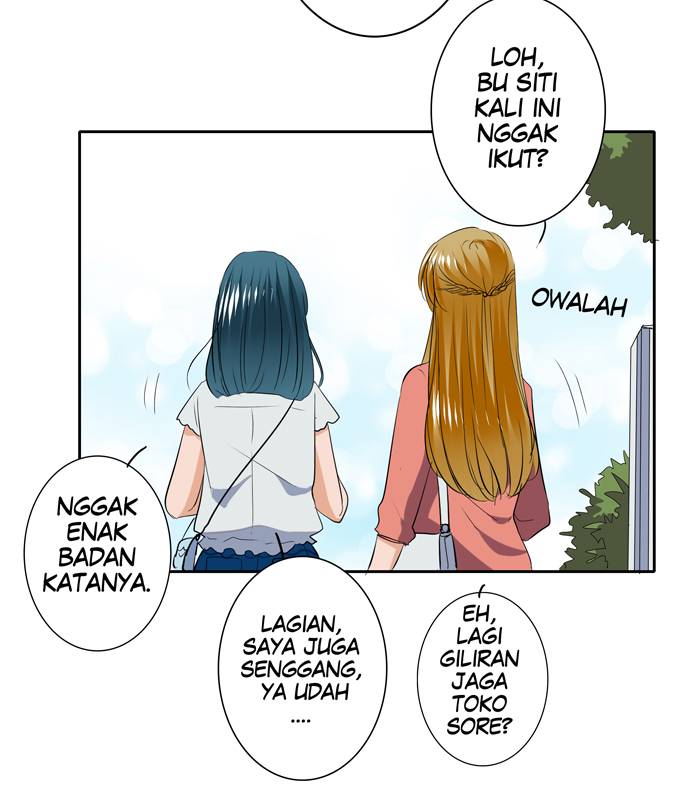 LOH,
BU SITI
KALI INI
NGGAK
IKUT?
OWALAH
NGGAK
ENAK
BADAN
KATANYA.
LAGIAN,
SAYA JUGA
SENGGANG,
YA UDAH
....
EH,
LAGI
GILIRAN
JAGA
TOKO
SORE?